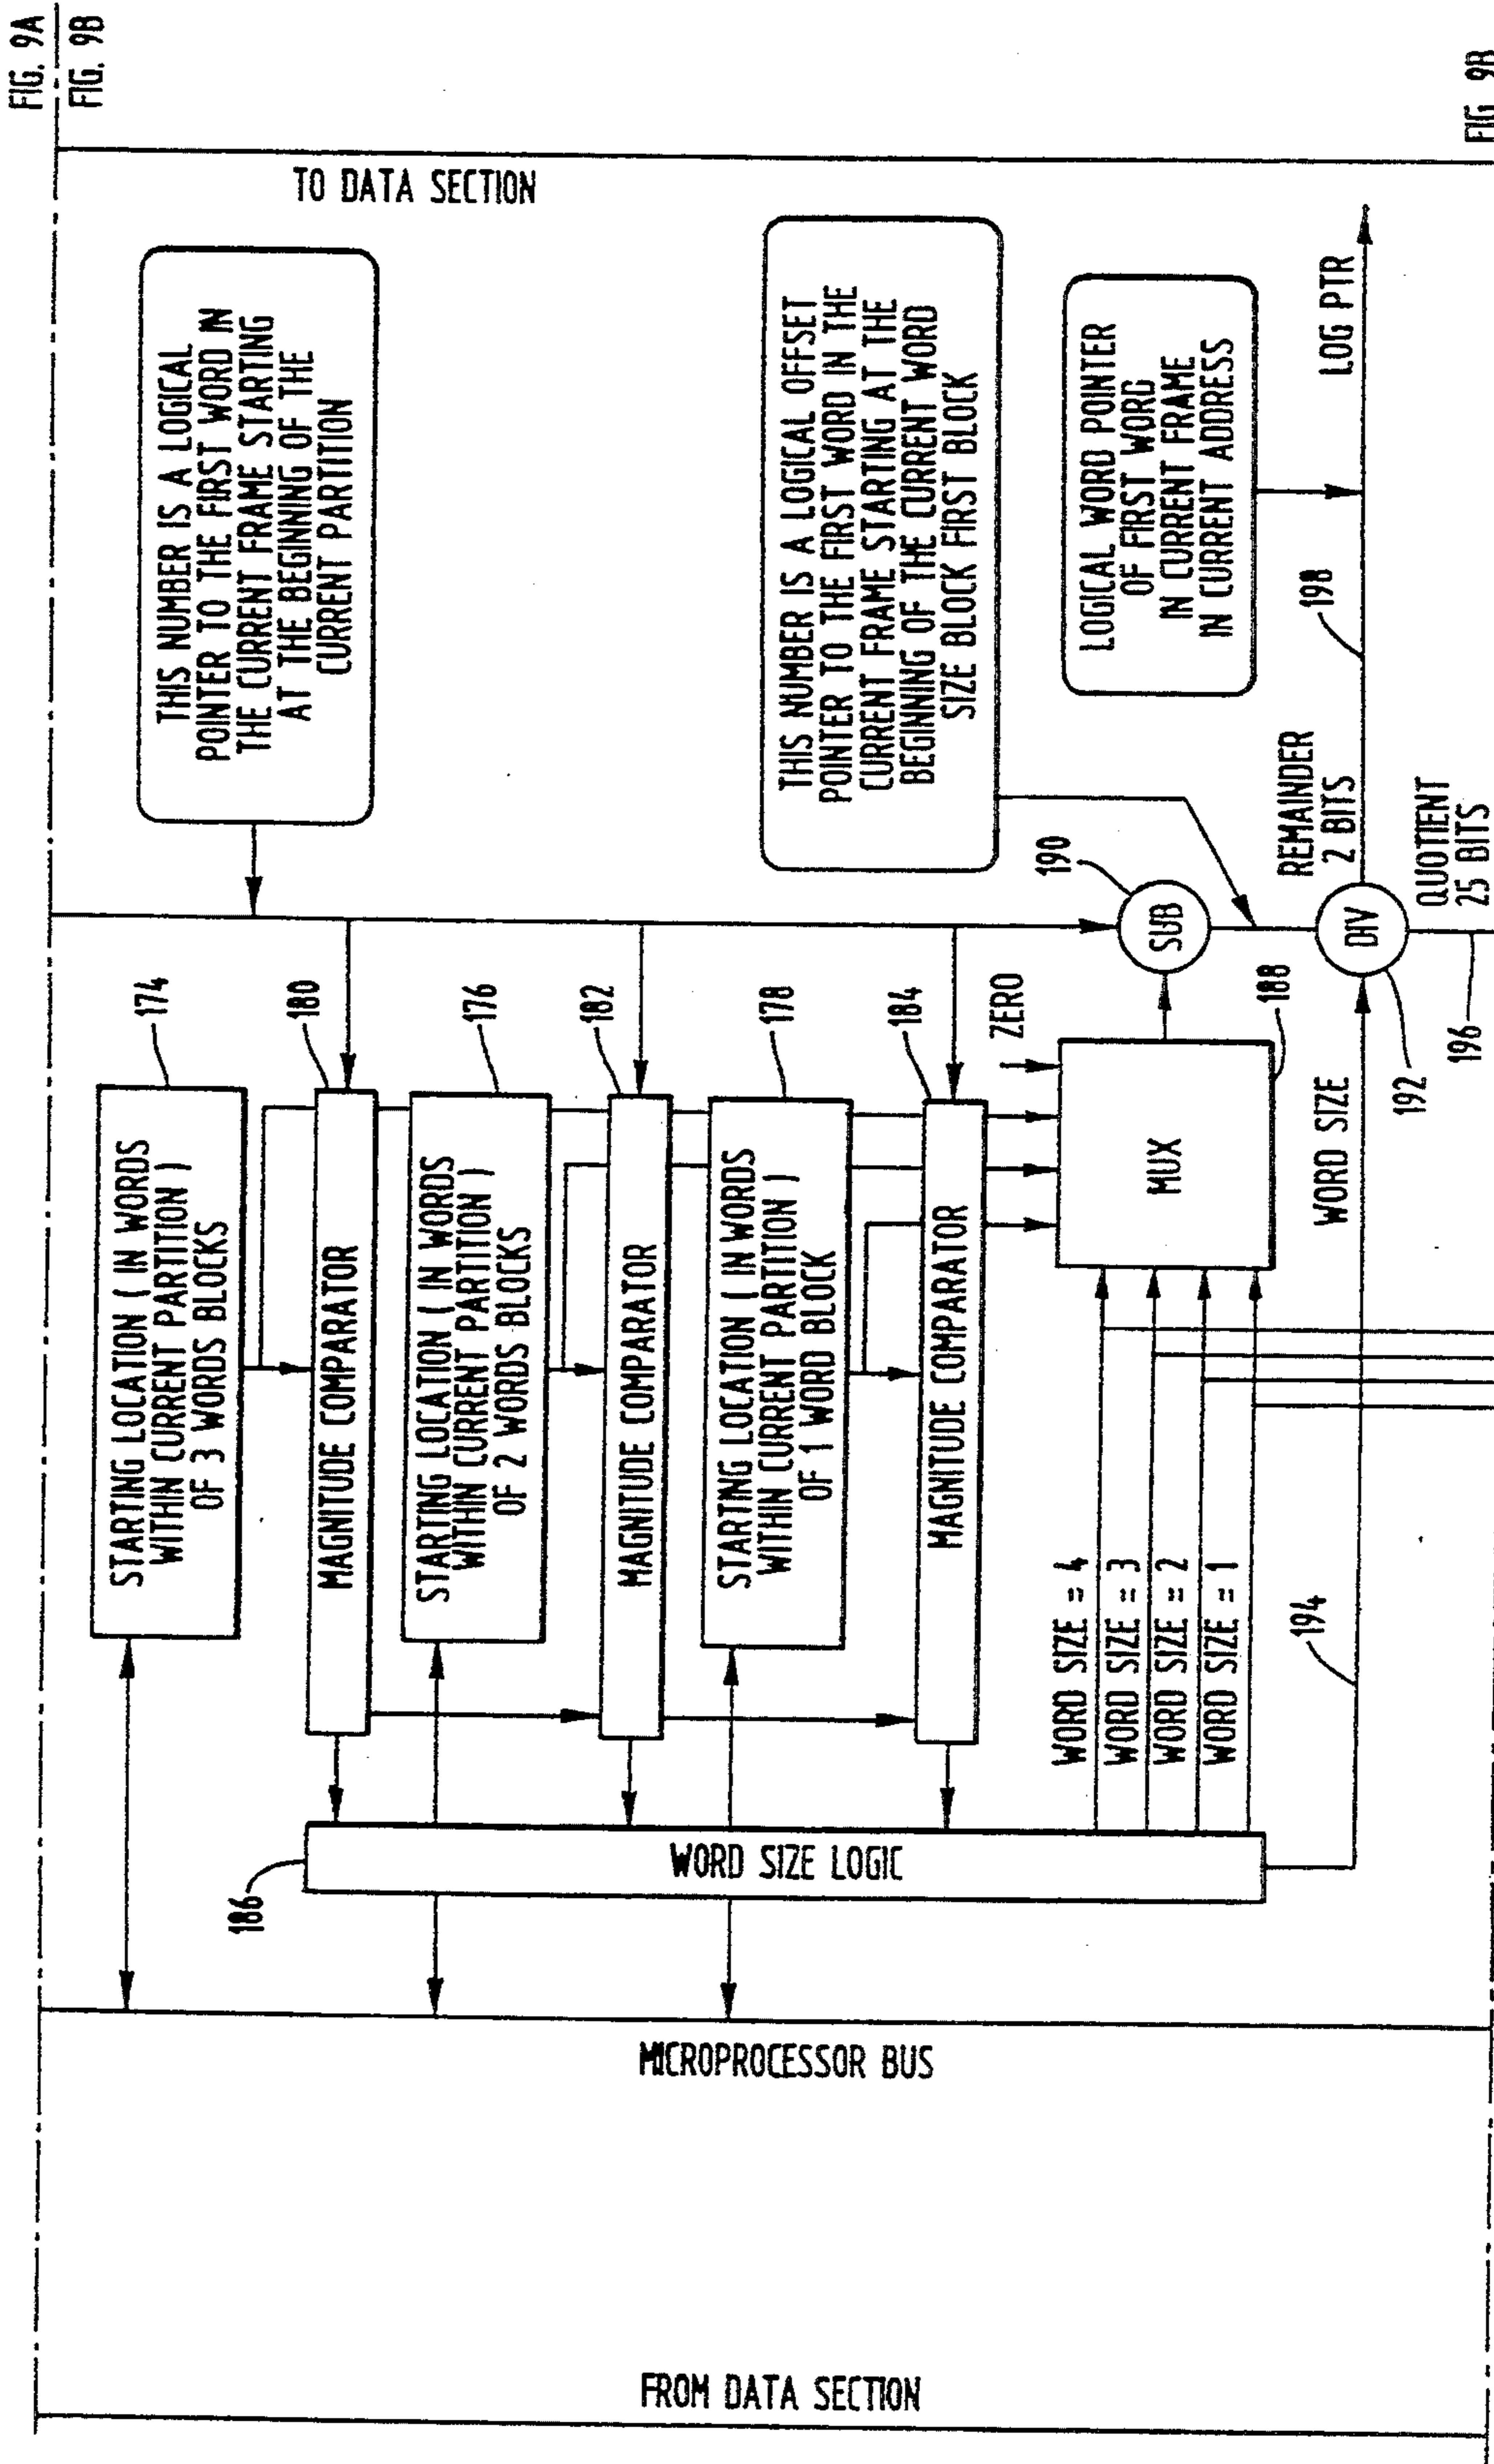 FIG. 9A
FIG. 9B
TO DATA SECTION
THIS NUMBER IS A LOGICAL
POINTER TO THE FIRST WORD IN
THE CURRENT FRAME STARTING
AT THE BEGINNING OF THE
CURRENT PARTITION
174
STARTING LOCATION ( IN WORDS
WITHIN CURRENT PARTITION )
OF 3 WORDS BLOCKS
180
MAGNITUDE COMPARATOR
176
STARTING LOCATION ( IN WORDS
WITHIN CURRENT PARTITION )
OF 2 WORDS BLOCKS
182
MAGNITUDE COMPARATOR
178
STARTING LOCATION ( IN WORDS
WITHIN CURRENT PARTITION )
OF 1 WORD BLOCK
184
MAGNITUDE COMPARATOR
186
WORD SIZE LOGIC
MICROPROCESSOR BUS
FROM DATA SECTION
THIS NUMBER IS A LOGICAL OFFSET
POINTER TO THE FIRST WORD IN THE
CURRENT FRAME STARTING AT THE
BEGINNING OF THE CURRENT WORD
SIZE BLOCK FIRST BLOCK
ZERO
190
SUB
MUX
188
WORD SIZE = 4
WORD SIZE = 3
WORD SIZE = 2
WORD SIZE = 1
LOGICAL WORD POINTER
OF FIRST WORD
IN CURRENT FRAME
IN CURRENT ADDRESS
194
WORD SIZE
192
DIV
REMAINDER
2 BITS
198
LOG PTR
196
QUOTIENT
25 BITS
FIG. 9B